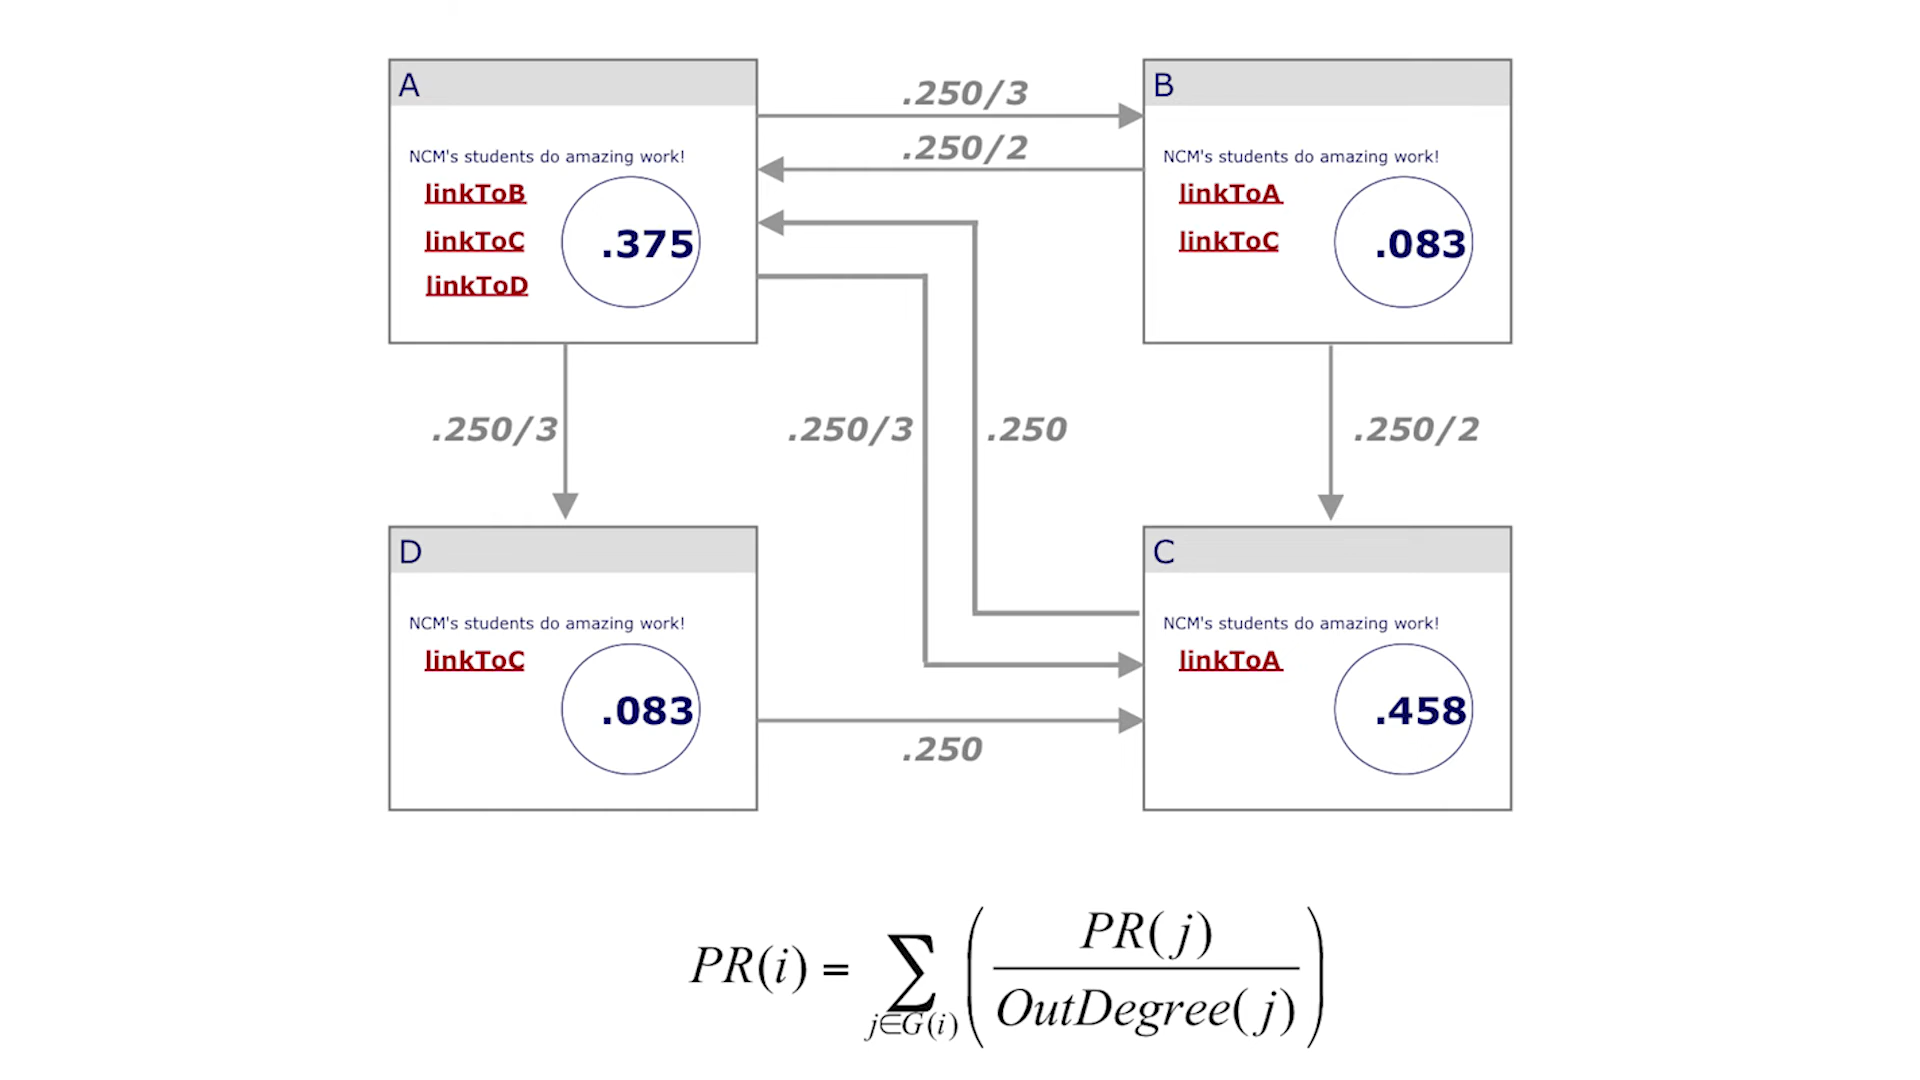 A
NCM's students do amazing work!
linkToB
linkToC
linkToD
.375
.250/3
.250/2
B
NCM's students do amazing work!
linkToA
linkToC
.083
.250/3
.250/3
.250
.250/2
D
NCM's students do amazing work!
linkToC
.083
.250
C
NCM's students do amazing work!
linkToA
.458
PR(i) = ∑ j∈G(i) ( PR(j) / OutDegree(j) )